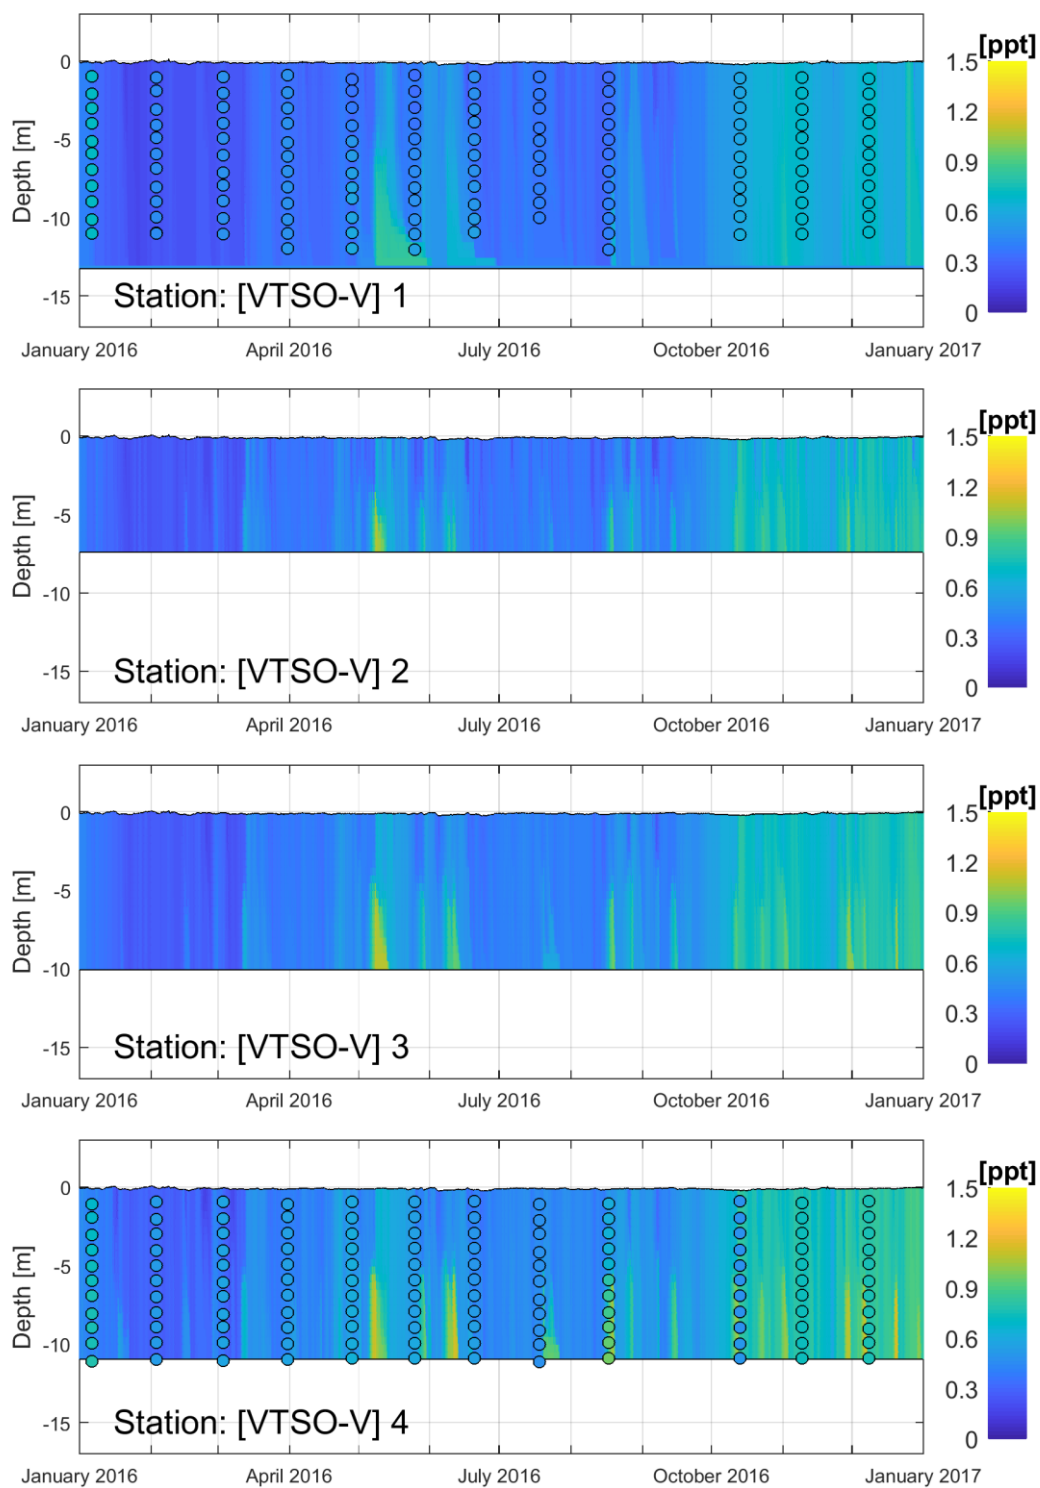 [ppt]
0
-5
-10
-15
Depth [m]
1.5
1.2
0.9
0.6
0.3
0
Station: [VTSO-V] 1
January 2016 April 2016 July 2016 October 2016 January 2017
[ppt]
0
-5
-10
-15
Depth [m]
1.5
1.2
0.9
0.6
0.3
0
Station: [VTSO-V] 2
January 2016 April 2016 July 2016 October 2016 January 2017
[ppt]
0
-5
-10
-15
Depth [m]
1.5
1.2
0.9
0.6
0.3
0
Station: [VTSO-V] 3
January 2016 April 2016 July 2016 October 2016 January 2017
[ppt]
0
-5
-10
-15
Depth [m]
1.5
1.2
0.9
0.6
0.3
0
Station: [VTSO-V] 4
January 2016 April 2016 July 2016 October 2016 January 2017